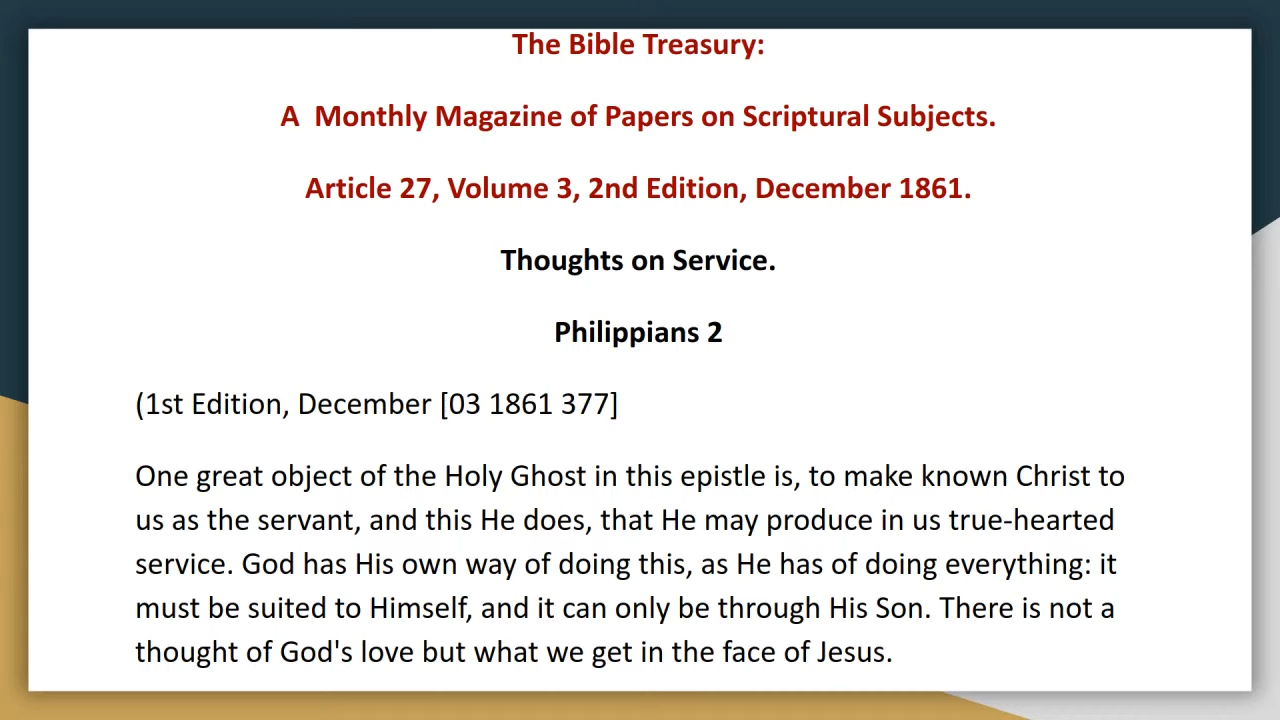 The Bible Treasury:
A  Monthly Magazine of Papers on Scriptural Subjects.
Article 27, Volume 3, 2nd Edition, December 1861.
Thoughts on Service.
Philippians 2
(1st Edition, December [03 1861 377]
One great object of the Holy Ghost in this epistle is, to make known Christ to
us as the servant, and this He does, that He may produce in us true-hearted
service. God has His own way of doing this, as He has of doing everything: it
must be suited to Himself, and it can only be through His Son. There is not a
thought of God's love but what we get in the face of Jesus.